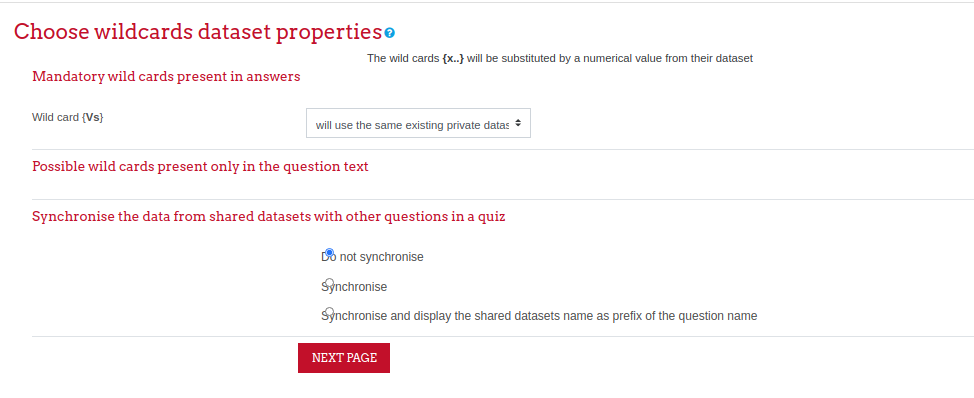 Choose wildcards dataset properties
The wild cards {x..} will be substituted by a numerical value from their dataset
Mandatory wild cards present in answers
Wild card {Vs}
will use the same existing private datas
Possible wild cards present only in the question text
Synchronise the data from shared datasets with other questions in a quiz
Do not synchronise
Synchronise
Synchronise and display the shared datasets name as prefix of the question name
NEXT PAGE